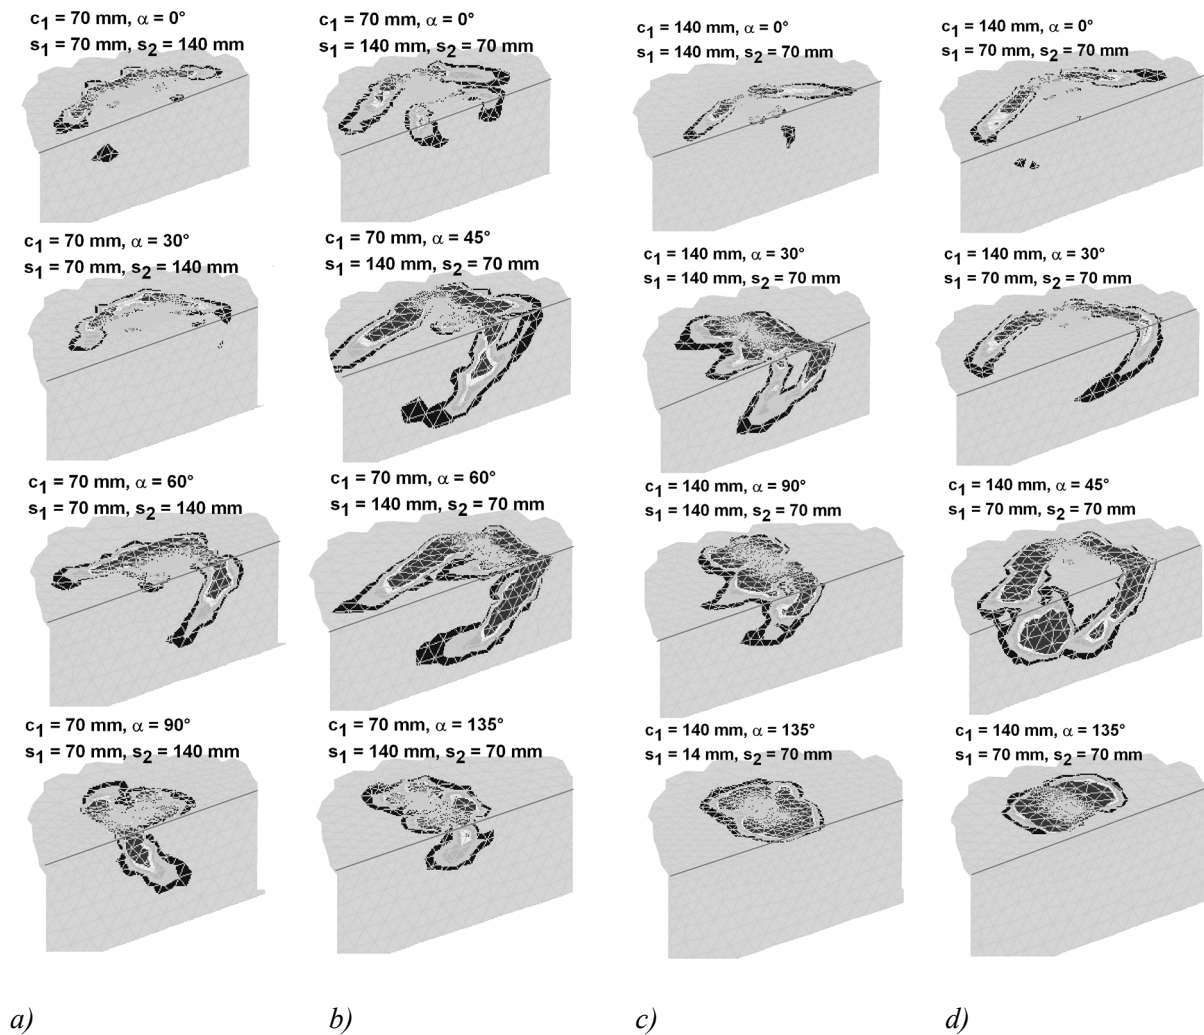 c1 = 70 mm, α = 0°
s1 = 70 mm, s2 = 140 mm
c1 = 70 mm, α = 0°
s1 = 140 mm, s2 = 70 mm
c1 = 140 mm, α = 0°
s1 = 140 mm, s2 = 70 mm
c1 = 140 mm, α = 0°
s1 = 70 mm, s2 = 70 mm
c1 = 70 mm, α = 30°
s1 = 70 mm, s2 = 140 mm
c1 = 70 mm, α = 45°
s1 = 140 mm, s2 = 70 mm
c1 = 140 mm, α = 30°
s1 = 140 mm, s2 = 70 mm
c1 = 140 mm, α = 30°
s1 = 70 mm, s2 = 70 mm
c1 = 70 mm, α = 60°
s1 = 70 mm, s2 = 140 mm
c1 = 70 mm, α = 60°
s1 = 140 mm, s2 = 70 mm
c1 = 140 mm, α = 90°
s1 = 140 mm, s2 = 70 mm
c1 = 140 mm, α = 45°
s1 = 70 mm, s2 = 70 mm
c1 = 70 mm, α = 90°
s1 = 70 mm, s2 = 140 mm
c1 = 70 mm, α = 135°
s1 = 140 mm, s2 = 70 mm
c1 = 140 mm, α = 135°
s1 = 14 mm, s2 = 70 mm
c1 = 140 mm, α = 135°
s1 = 70 mm, s2 = 70 mm
a)
b)
c)
d)